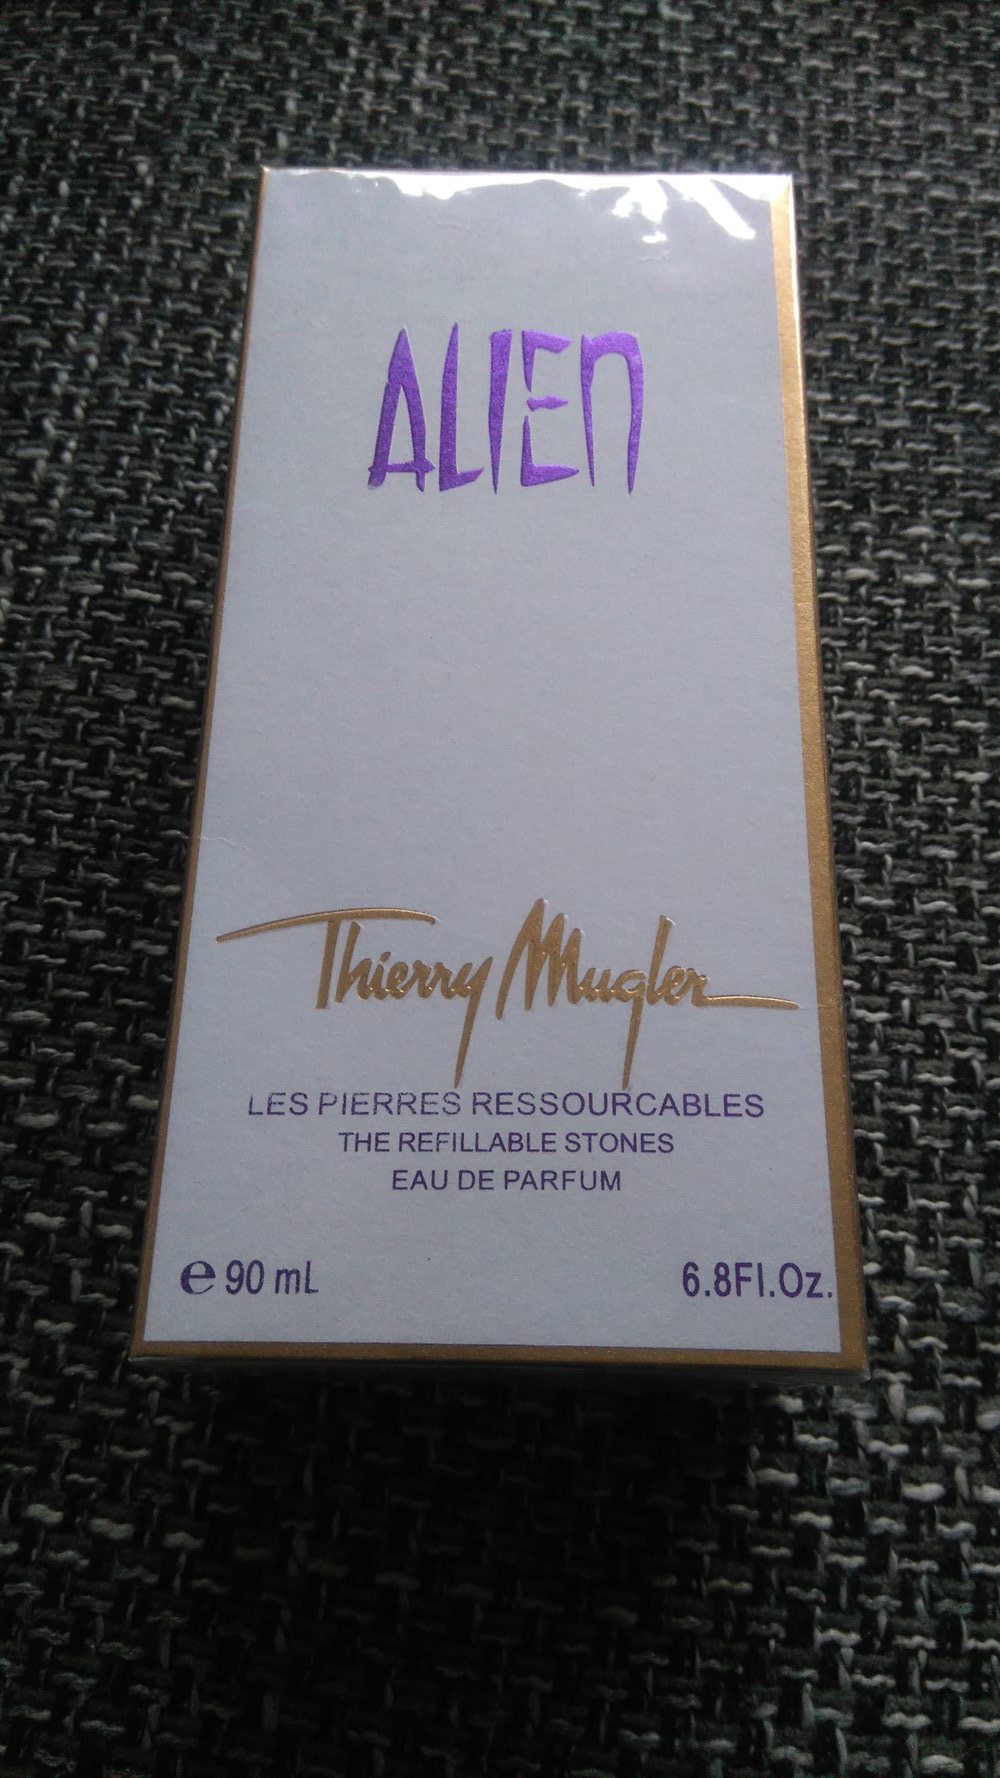 ALIEN
Thierry Mugler
LES PIERRES RESSOURCABLES
THE REFILLABLE STONES
EAU DE PARFUM
℮ 90 mL
6.8Fl.Oz.